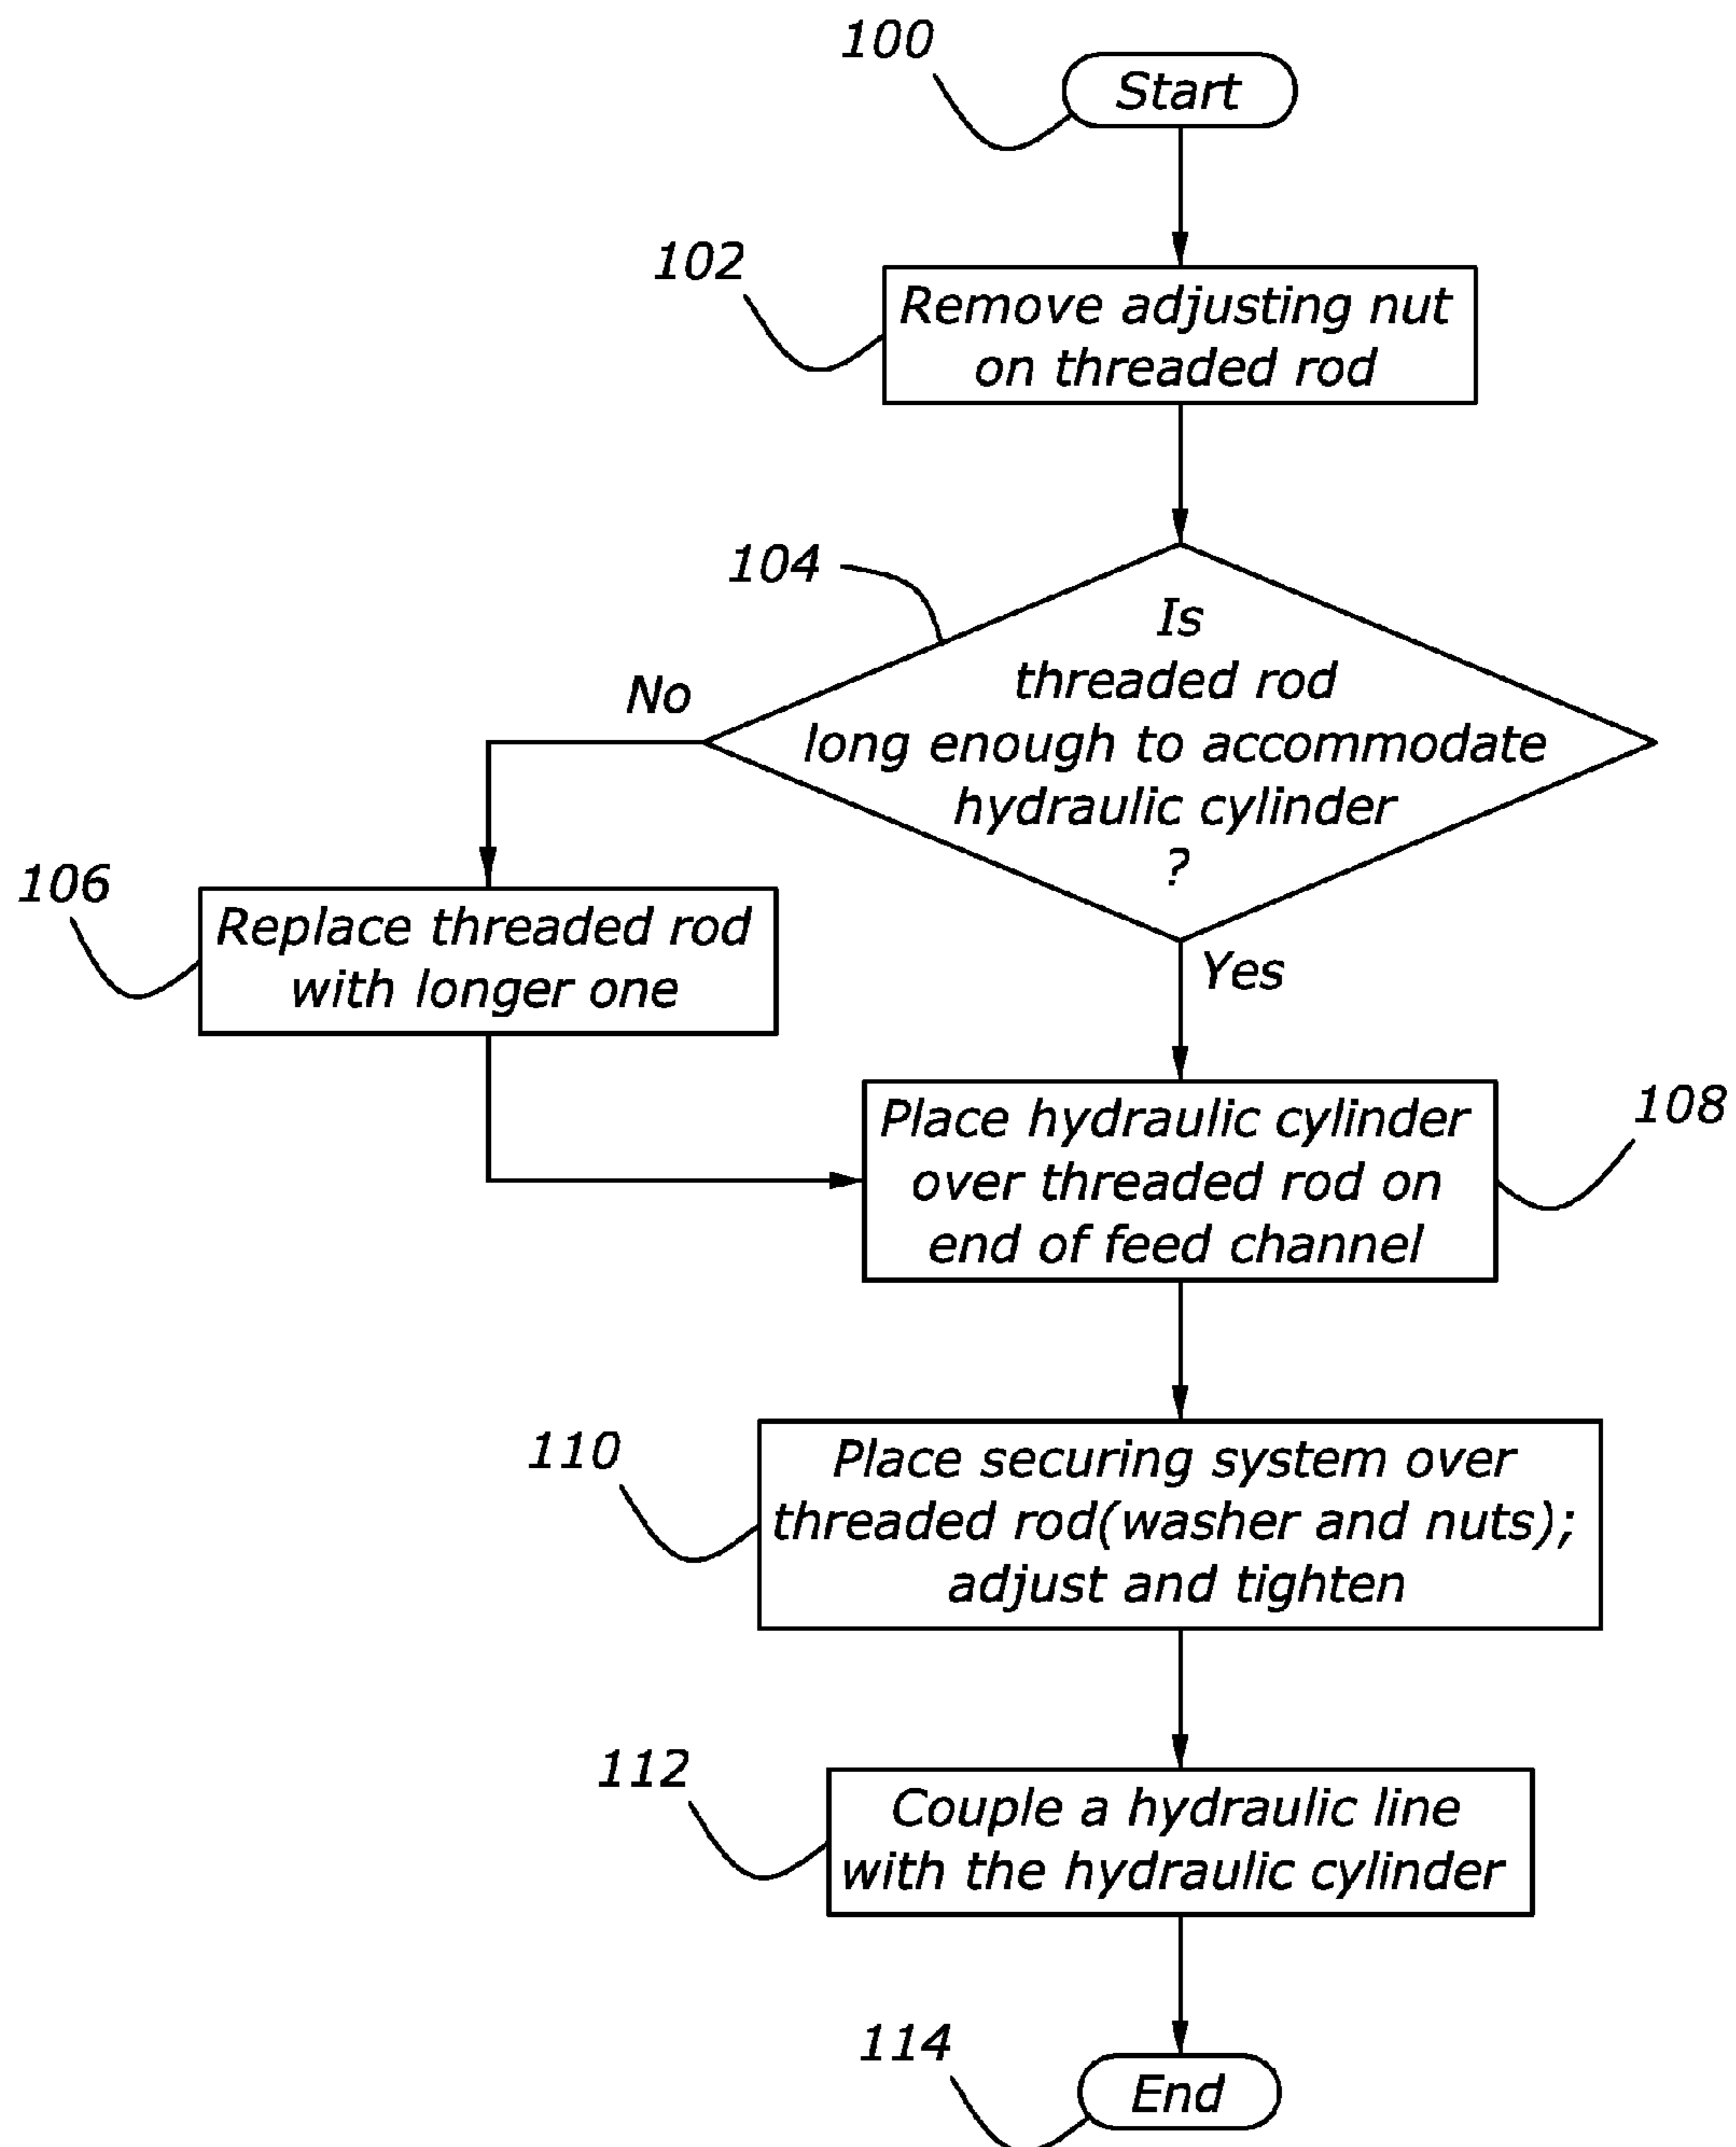 100
Start
102
Remove adjusting nut
on threaded rod
104
Is
threaded rod
long enough to accommodate
hydraulic cylinder
?
No
Yes
106
Replace threaded rod
with longer one
108
Place hydraulic cylinder
over threaded rod on
end of feed channel
110
Place securing system over
threaded rod(washer and nuts);
adjust and tighten
112
Couple a hydraulic line
with the hydraulic cylinder
114
End